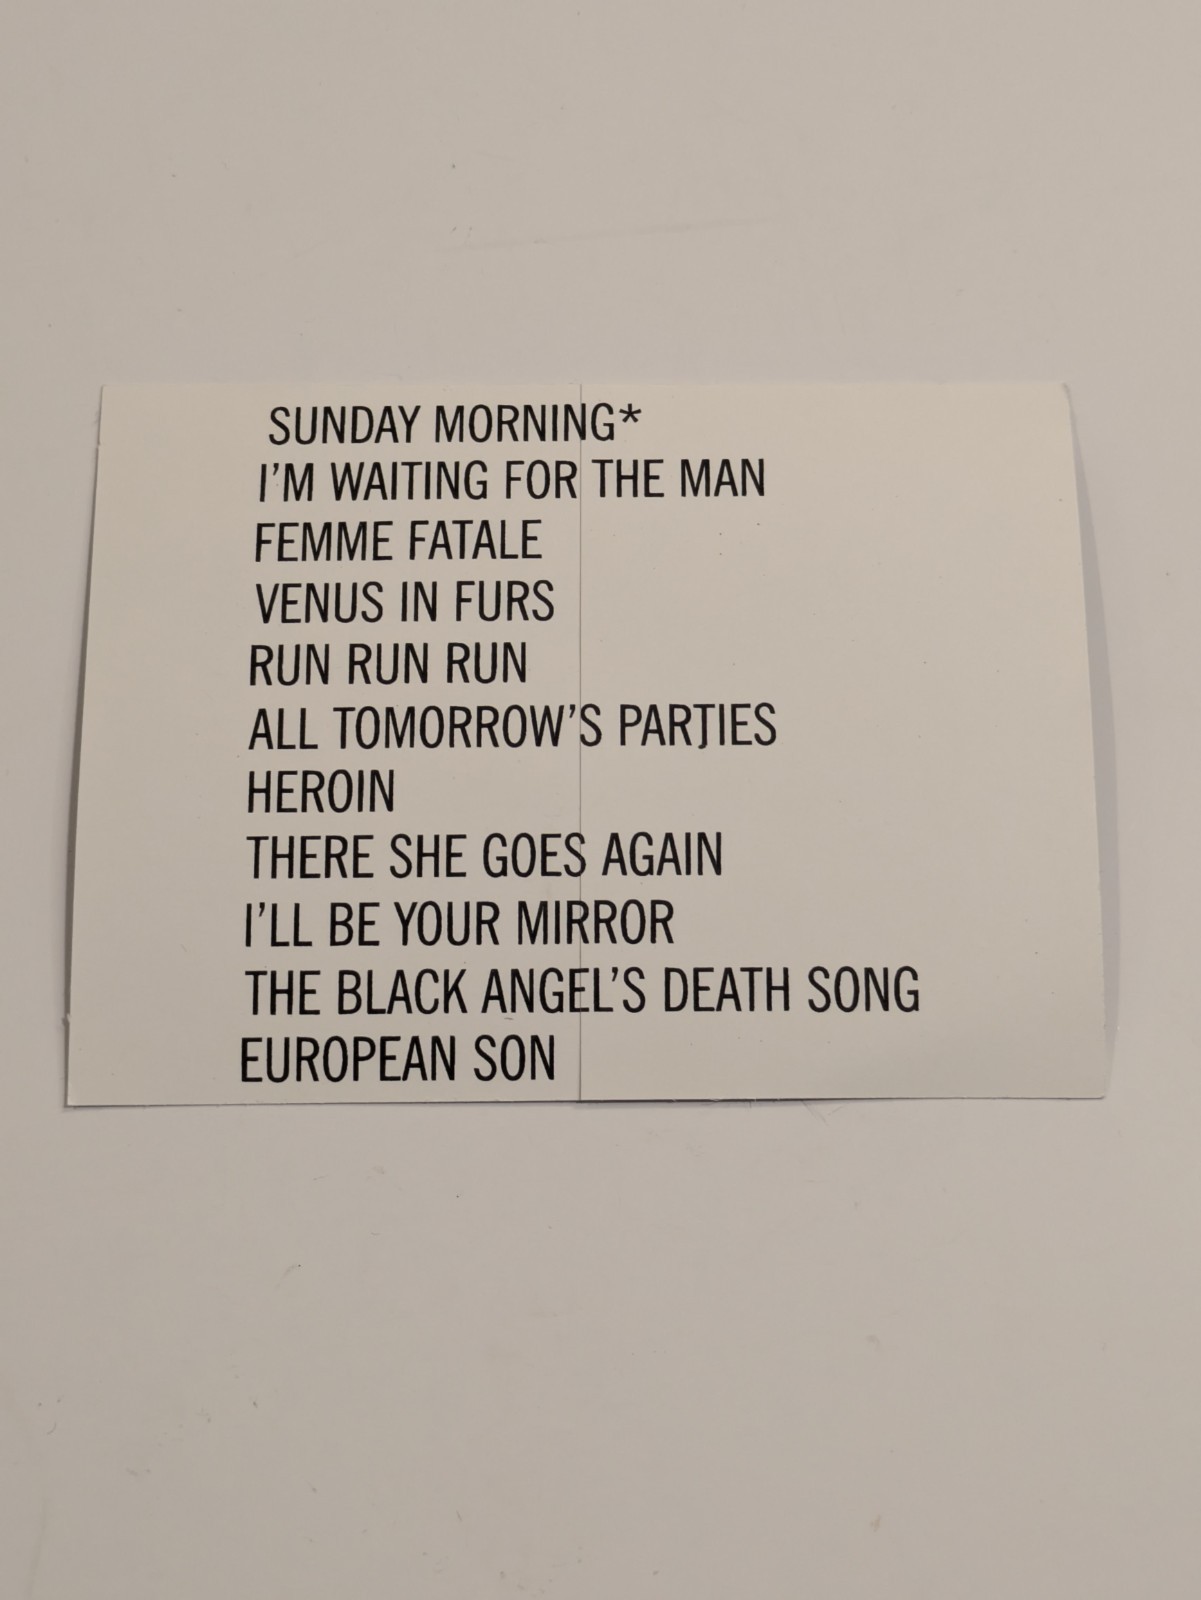 SUNDAY MORNING*
I'M WAITING FOR THE MAN
FEMME FATALE
VENUS IN FURS
RUN RUN RUN
ALL TOMORROW'S PARTIES
HEROIN
THERE SHE GOES AGAIN
I'LL BE YOUR MIRROR
THE BLACK ANGEL'S DEATH SONG
EUROPEAN SON